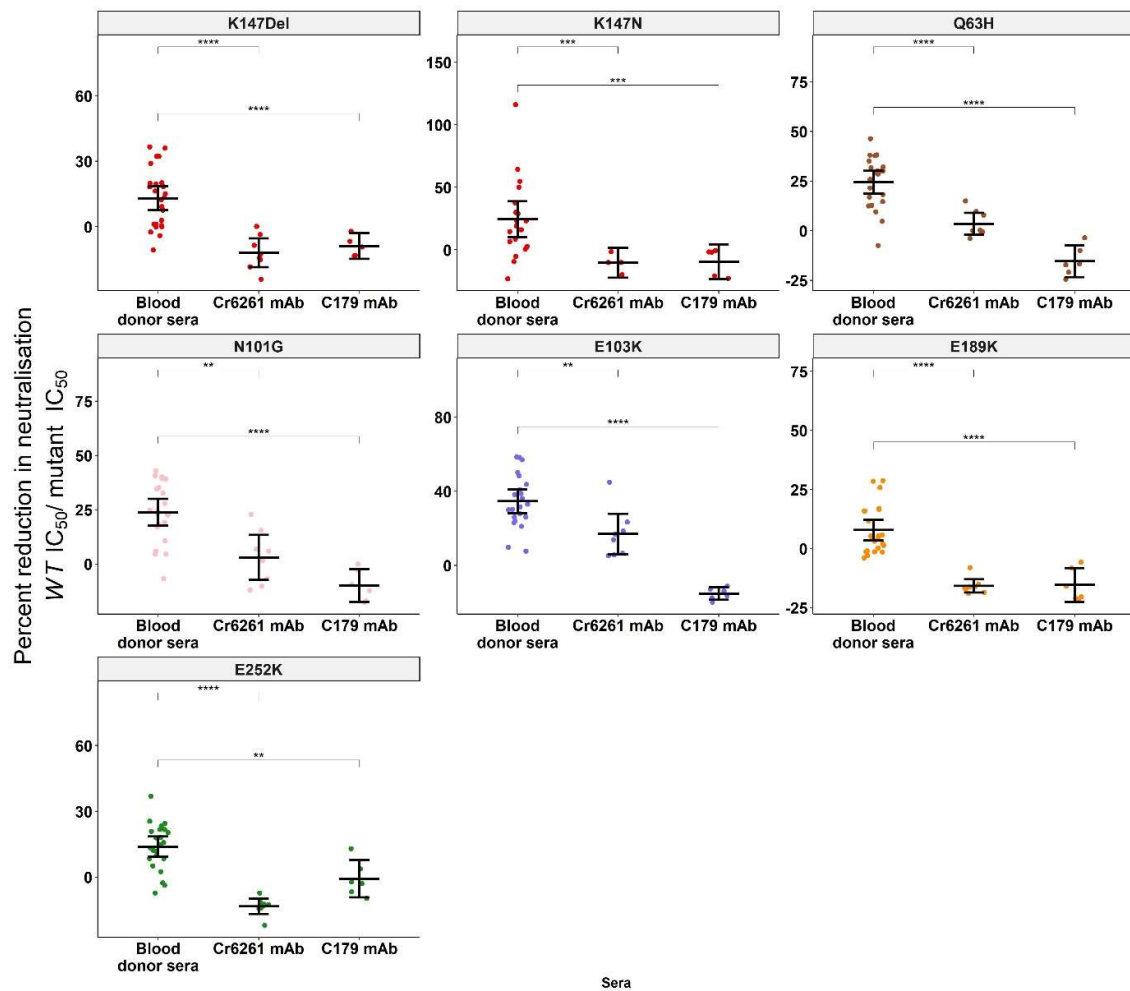 Percent reduction in neutralisation
WT IC50/ mutant IC50
K147Del
****
****
60
30
0
Blood
donor sera
Cr6261 mAb
C179 mAb
K147N
***
***
150
100
50
0
Blood
donor sera
Cr6261 mAb
C179 mAb
Q63H
****
****
75
50
25
0
-25
Blood
donor sera
Cr6261 mAb
C179 mAb
N101G
**
****
75
50
25
0
Blood
donor sera
Cr6261 mAb
C179 mAb
E103K
**
****
80
40
0
Blood
donor sera
Cr6261 mAb
C179 mAb
E189K
****
****
75
50
25
0
-25
Blood
donor sera
Cr6261 mAb
C179 mAb
E252K
****
**
60
30
0
Blood
donor sera
Cr6261 mAb
C179 mAb
Sera